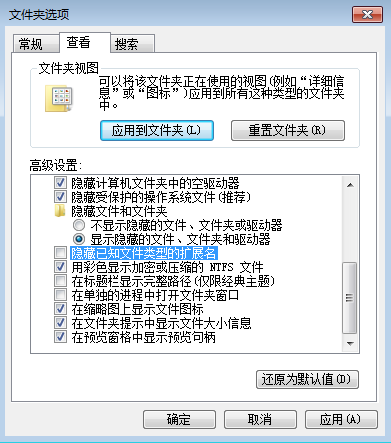 文件夹选项
常规
查看
搜索
文件夹视图
可以将该文件夹正在使用的视图(例如“详细信
息”或“图标”)应用到所有这种类型的文件夹
中。
应用到文件夹(L)
重置文件夹(R)
高级设置:
隐藏计算机文件夹中的空驱动器
隐藏受保护的操作系统文件(推荐)
隐藏文件和文件夹
不显示隐藏的文件、文件夹或驱动器
显示隐藏的文件、文件夹和驱动器
隐藏已知文件类型的扩展名
用彩色显示加密或压缩的 NTFS 文件
在标题栏显示完整路径(仅限经典主题)
在单独的进程中打开文件夹窗口
在缩略图上显示文件图标
在文件夹提示中显示文件大小信息
在预览窗格中显示预览句柄
还原为默认值(D)
确定
取消
应用(A)